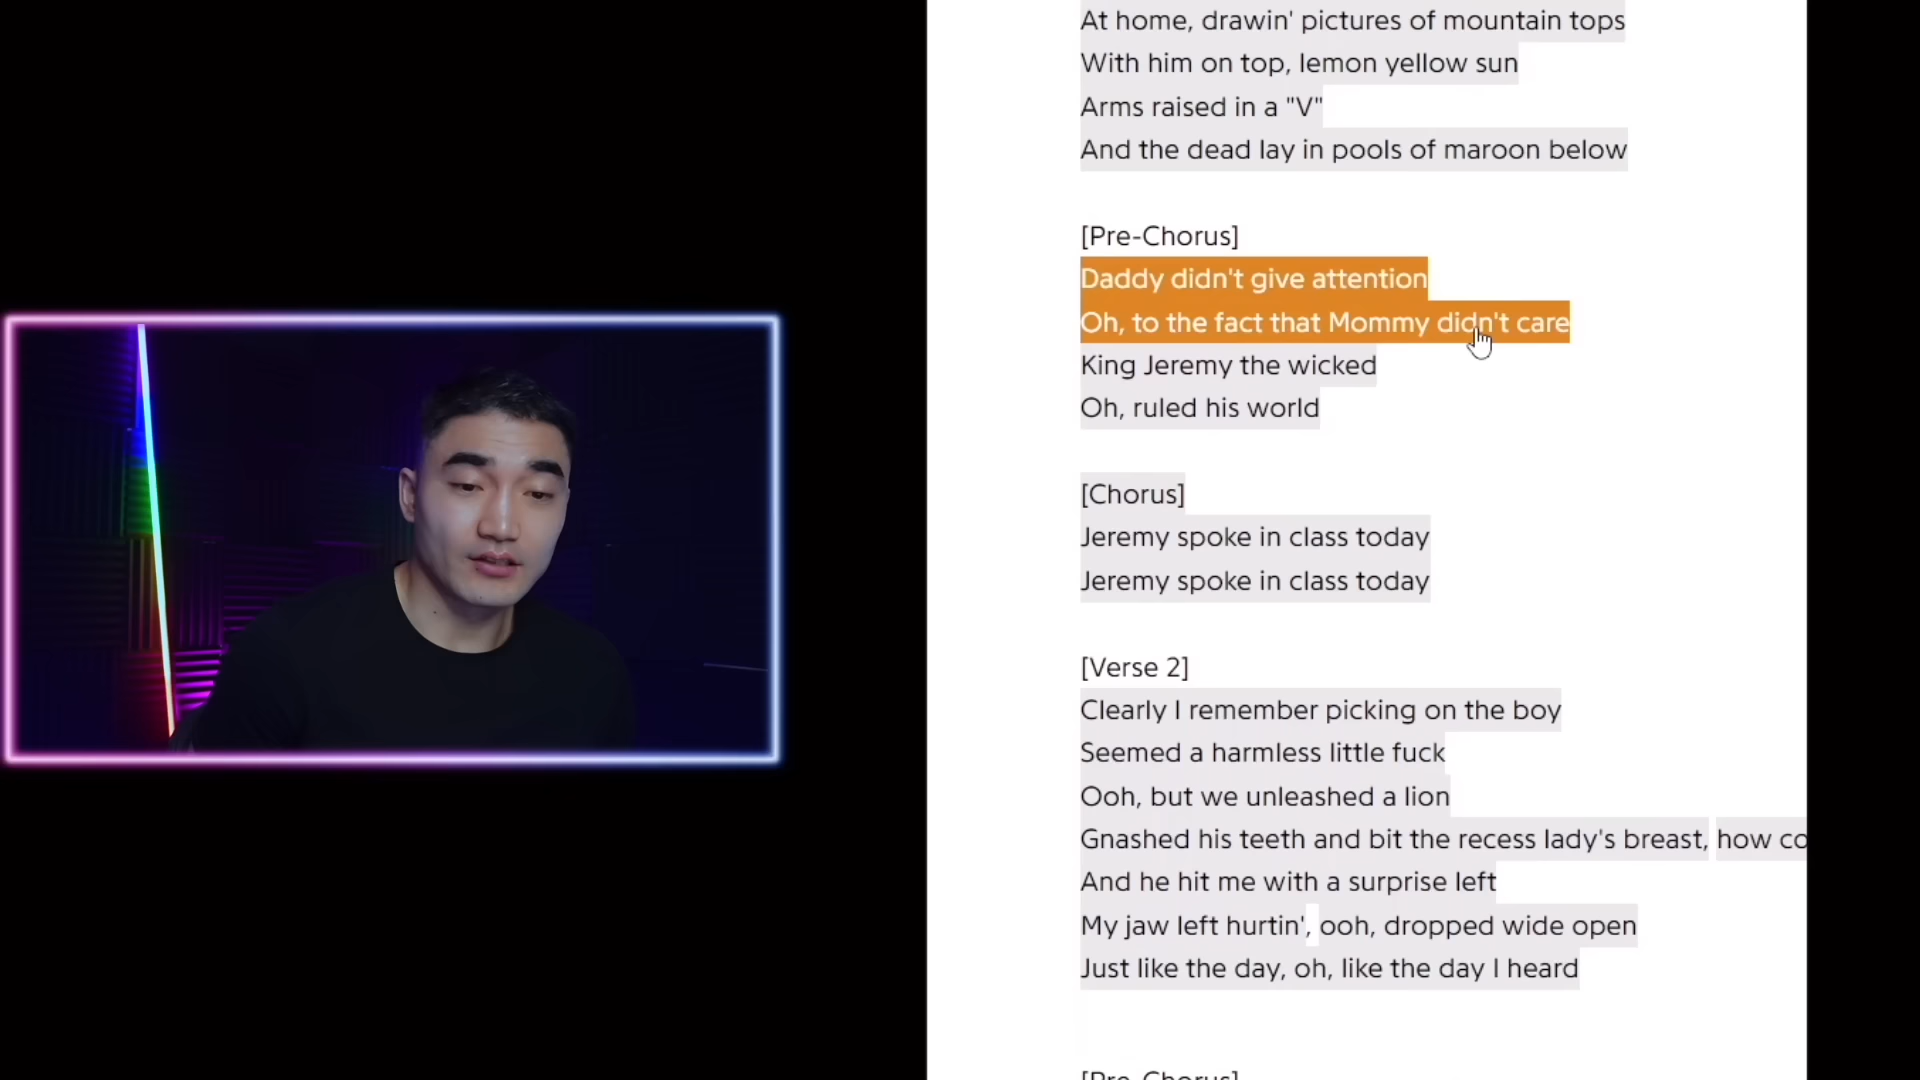 At home, drawin' pictures of mountain tops
With him on top, lemon yellow sun
Arms raised in a "V"
And the dead lay in pools of maroon below
[Pre-Chorus]
Daddy didn't give attention
Oh, to the fact that Mommy didn't care
King Jeremy the wicked
Oh, ruled his world
[Chorus]
Jeremy spoke in class today
Jeremy spoke in class today
[Verse 2]
Clearly I remember picking on the boy
Seemed a harmless little fuck
Ooh, but we unleashed a lion
Gnashed his teeth and bit the recess lady's breast, how co
And he hit me with a surprise left
My jaw left hurtin', ooh, dropped wide open
Just like the day, oh, like the day I heard
[Pre-Chorus]